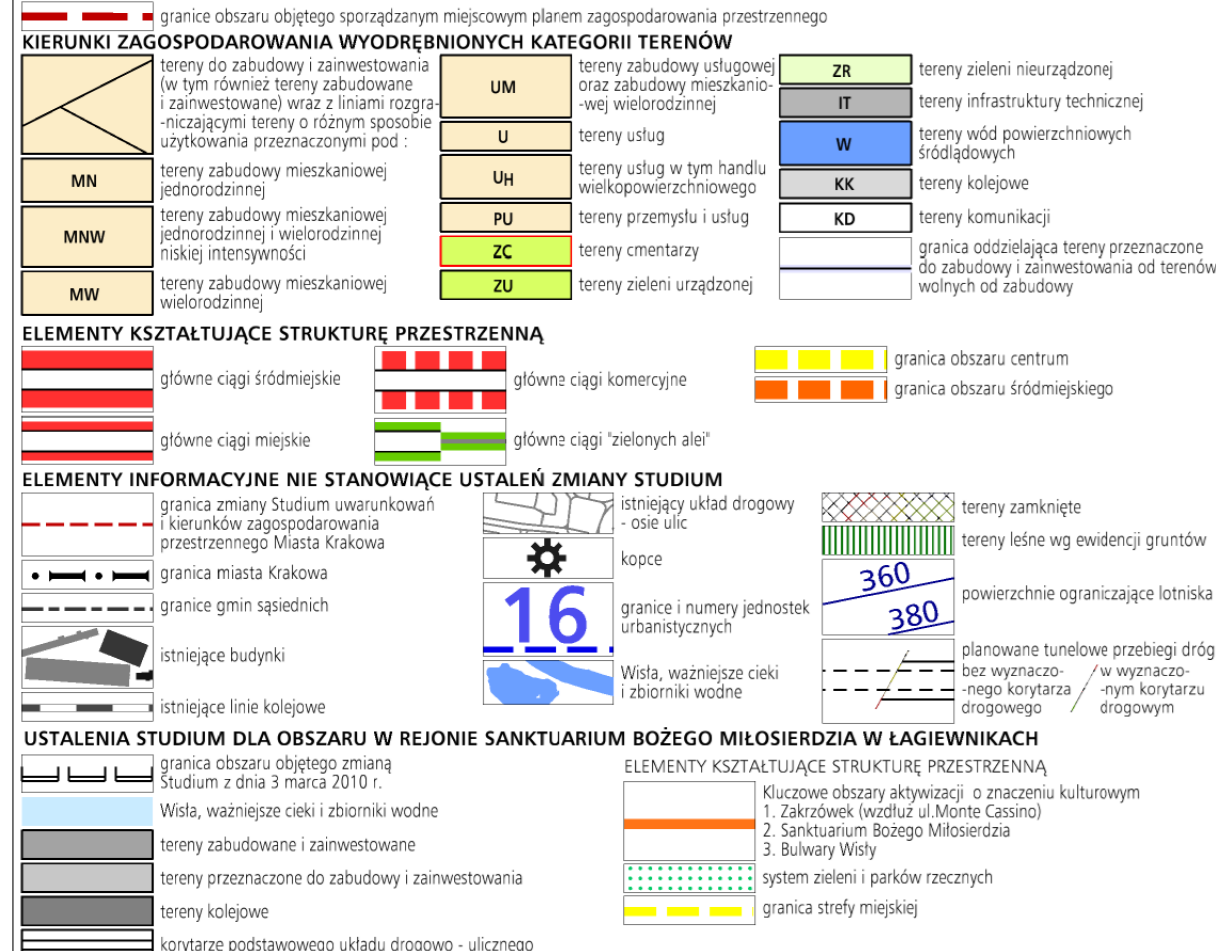 granice obszaru objętego sporządzanym miejscowym planem zagospodarowania przestrzennego
KIERUNKI ZAGOSPODAROWANIA WYODRĘBNIONYCH KATEGORII TERENÓW
tereny do zabudowy i zainwestowania
(w tym również tereny zabudowane
i zainwestowane) wraz z liniami rozgra-
-niczającymi tereny o różnym sposobie
użytkowania przeznaczonymi pod :
MN
tereny zabudowy mieszkaniowej
jednorodzinnej
MNW
tereny zabudowy mieszkaniowej
jednorodzinnej i wielorodzinnej
niskiej intensywności
MW
tereny zabudowy mieszkaniowej
wielorodzinnej
UM
tereny zabudowy usługowej
oraz zabudowy mieszkanio-
-wej wielorodzinnej
U
tereny usług
UH
tereny usług w tym handlu
wielkopowierzchniowego
PU
tereny przemysłu i usług
ZC
tereny cmentarzy
ZU
tereny zieleni urządzonej
ZR
tereny zieleni nieurządzonej
IT
tereny infrastruktury technicznej
W
tereny wód powierzchniowych
śródlądowych
KK
tereny kolejowe
KD
tereny komunikacji
granica oddzielająca tereny przeznaczone
do zabudowy i zainwestowania od terenów
wolnych od zabudowy
ELEMENTY KSZTAŁTUJĄCE STRUKTURĘ PRZESTRZENNĄ
główne ciągi śródmiejskie
główne ciągi miejskie
główne ciągi komercyjne
główne ciągi "zielonych alei"
granica obszaru centrum
granica obszaru śródmiejskiego
ELEMENTY INFORMACYJNE NIE STANOWIĄCE USTALEŃ ZMIANY STUDIUM
granica zmiany Studium uwarunkowań
i kierunków zagospodarowania
przestrzennego Miasta Krakowa
granica miasta Krakowa
granice gmin sąsiednich
istniejące budynki
istniejące linie kolejowe
istniejący układ drogowy
- osie ulic
kopce
16
granice i numery jednostek
urbanistycznych
Wisła, ważniejsze cieki
i zbiorniki wodne
tereny zamknięte
tereny leśne wg ewidencji gruntów
360
380
powierzchnie ograniczające lotniska
planowane tunelowe przebiegi dróg
bez wyznaczo-
-nego korytarza
drogowego
w wyznaczo-
-nym korytarzu
drogowym
USTALENIA STUDIUM DLA OBSZARU W REJONIE SANKTUARIUM BOŻEGO MIŁOSIERDZIA W ŁAGIEWNIKACH
granica obszaru objętego zmianą
Studium z dnia 3 marca 2010 r.
Wisła, ważniejsze cieki i zbiorniki wodne
tereny zabudowane i zainwestowane
tereny przeznaczone do zabudowy i zainwestowania
tereny kolejowe
korytarze podstawowego układu drogowo - ulicznego
ELEMENTY KSZTAŁTUJĄCE STRUKTURĘ PRZESTRZENNĄ
Kluczowe obszary aktywizacji o znaczeniu kulturowym
1. Zakrzówek (wzdłuż ul.Monte Cassino)
2. Sanktuarium Bożego Miłosierdzia
3. Bulwary Wisły
system zieleni i parków rzecznych
granica strefy miejskiej